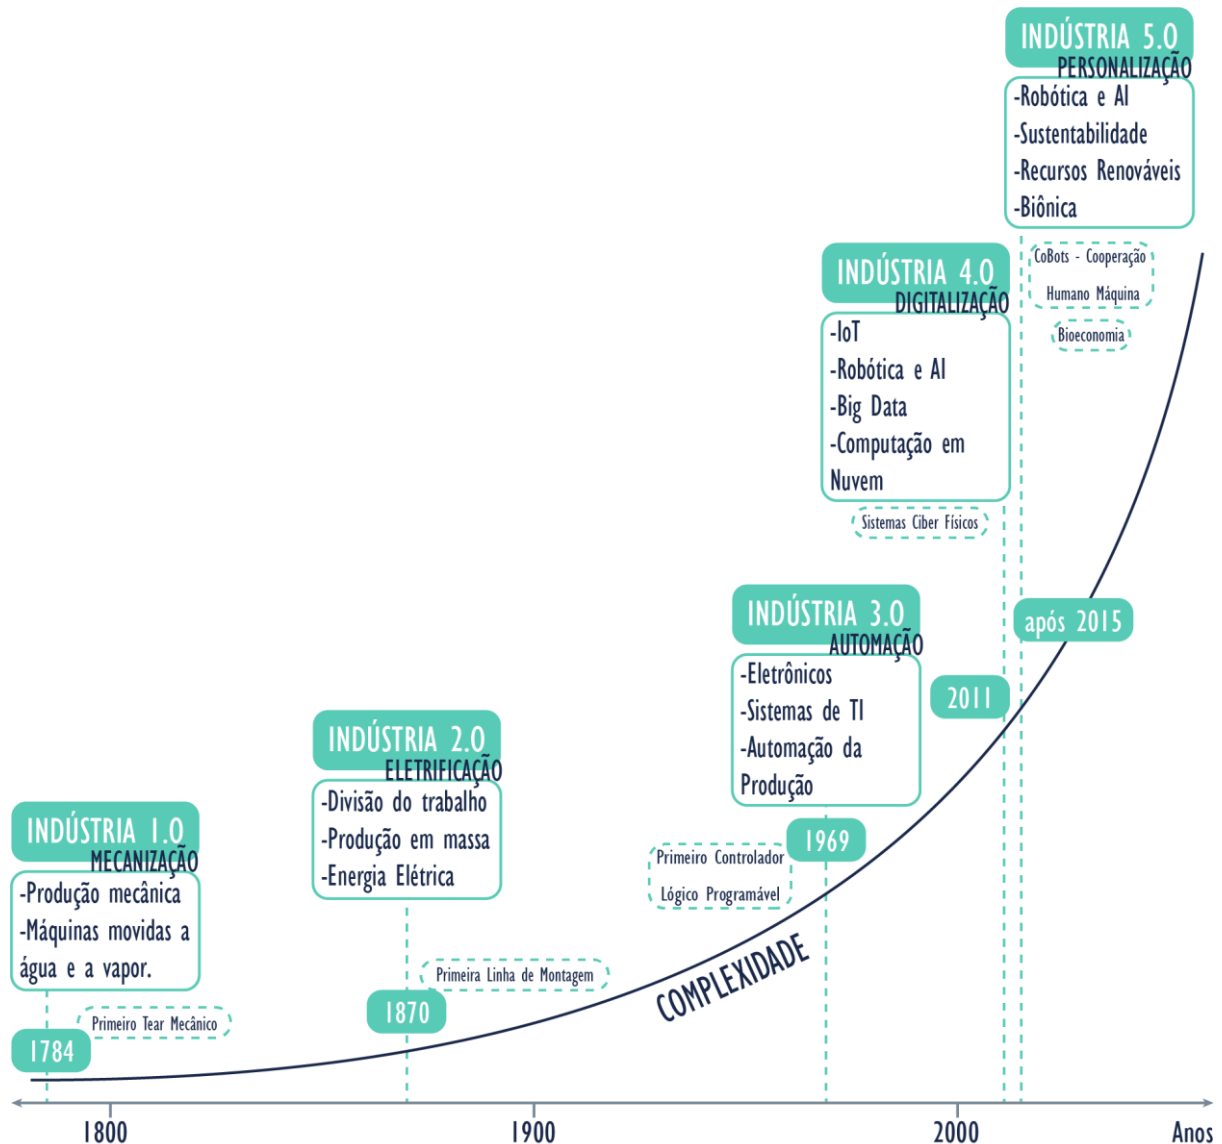 INDÚSTRIA 5.0
PERSONALIZAÇÃO
-Robótica e AI
-Sustentabilidade
-Recursos Renováveis
-Biônica
CoBots - Cooperação
Humano Máquina
Bioeconomia
INDÚSTRIA 4.0
DIGITALIZAÇÃO
-IoT
-Robótica e AI
-Big Data
-Computação em
Nuvem
Sistemas Ciber Físicos
após 2015
2011
INDÚSTRIA 3.0
AUTOMAÇÃO
-Eletrônicos
-Sistemas de TI
-Automação da
Produção
1969
Primeiro Controlador
Lógico Programável
INDÚSTRIA 2.0
ELETRIFICAÇÃO
-Divisão do trabalho
-Produção em massa
-Energia Elétrica
Primeira Linha de Montagem
1870
INDÚSTRIA 1.0
MECANIZAÇÃO
-Produção mecânica
-Máquinas movidas a
água e a vapor.
Primeiro Tear Mecânico
1784
COMPLEXIDADE
1800
1900
2000
Anos